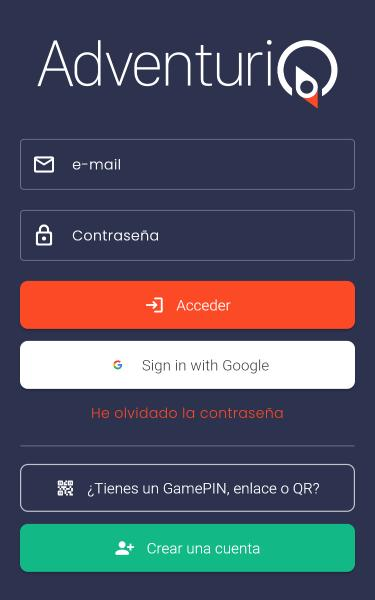 AdventuriQ
e-mail
Contraseña
Acceder
Sign in with Google
He olvidado la contraseña
¿Tienes un GamePIN, enlace o QR?
Crear una cuenta